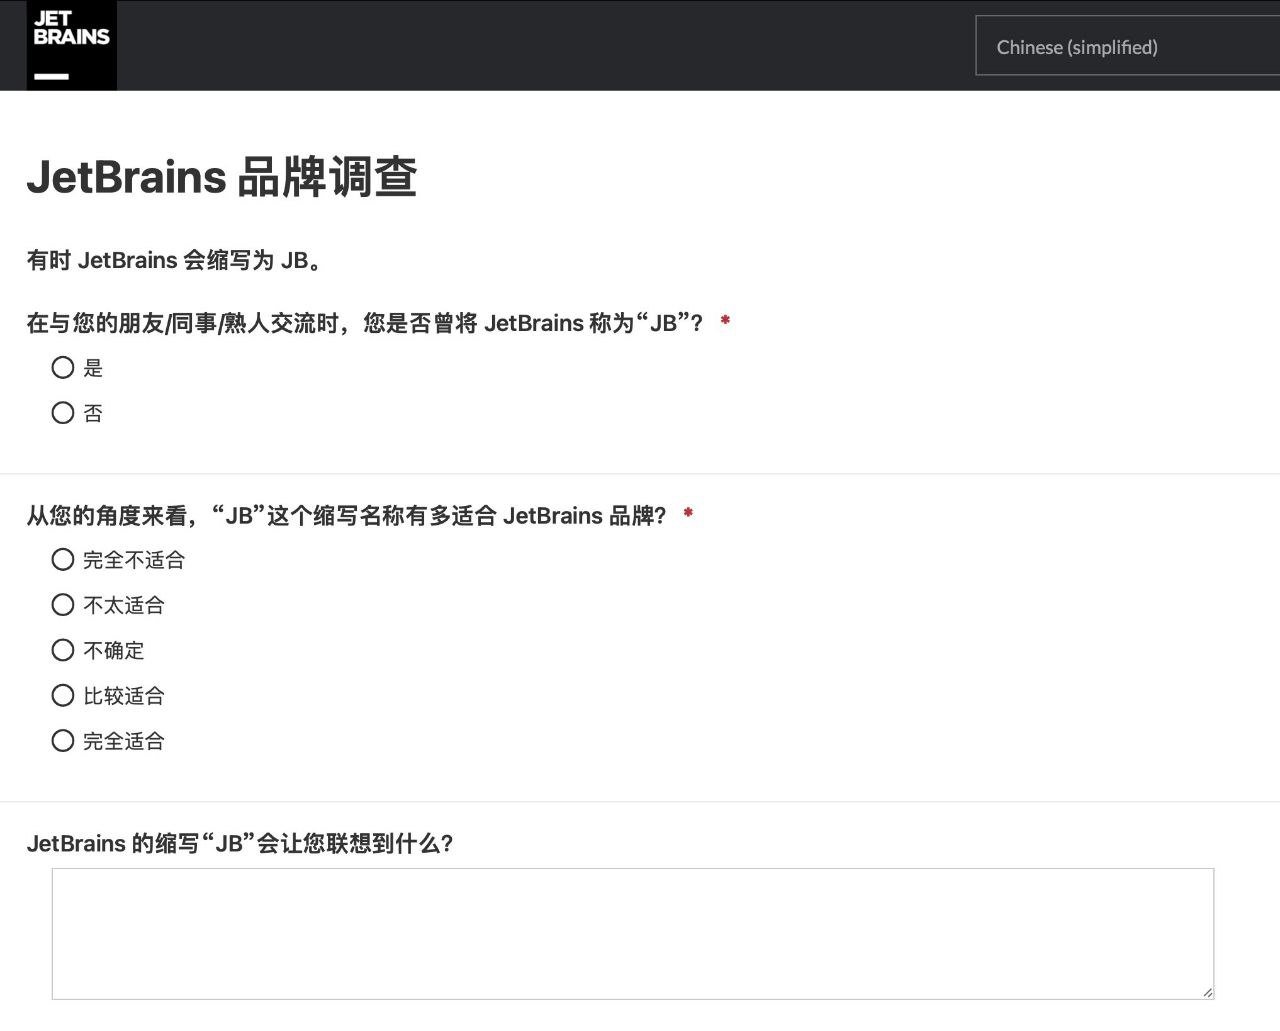 JET
BRAINS
Chinese (simplified)
JetBrains 品牌调查
有时 JetBrains 会缩写为 JB。
在与您的朋友/同事/熟人交流时，您是否曾将 JetBrains 称为“JB”？ *
是
否
从您的角度来看，“JB”这个缩写名称有多适合 JetBrains 品牌？ *
完全不适合
不太适合
不确定
比较适合
完全适合
JetBrains 的缩写“JB”会让您联想到什么？